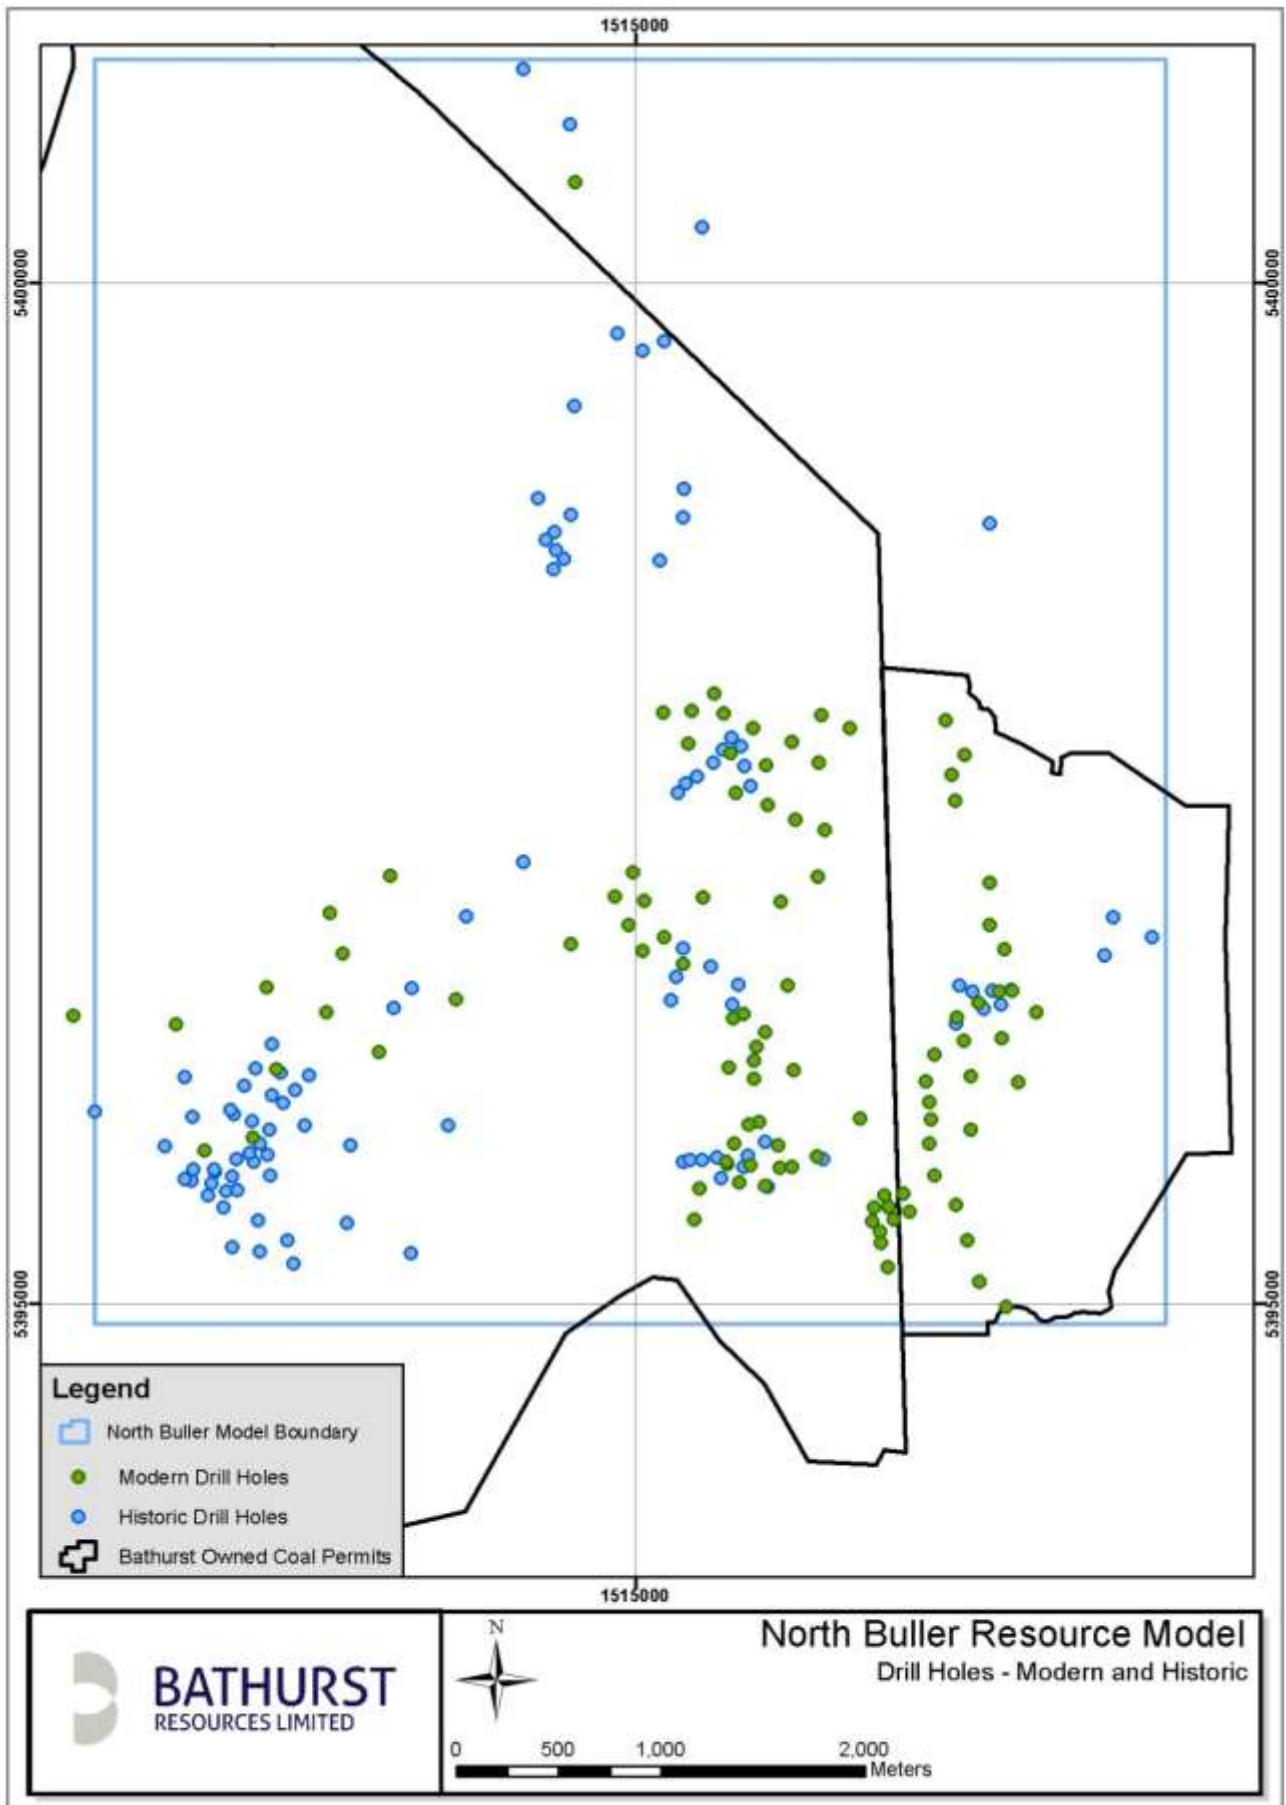 1515000
5400000
5400000
5395000
5395000
Legend
North Buller Model Boundary
Modern Drill Holes
Historic Drill Holes
Bathurst Owned Coal Permits
1515000
BATHURST
RESOURCES LIMITED
N
North Buller Resource Model
Drill Holes - Modern and Historic
0 500 1,000 2,000
Meters